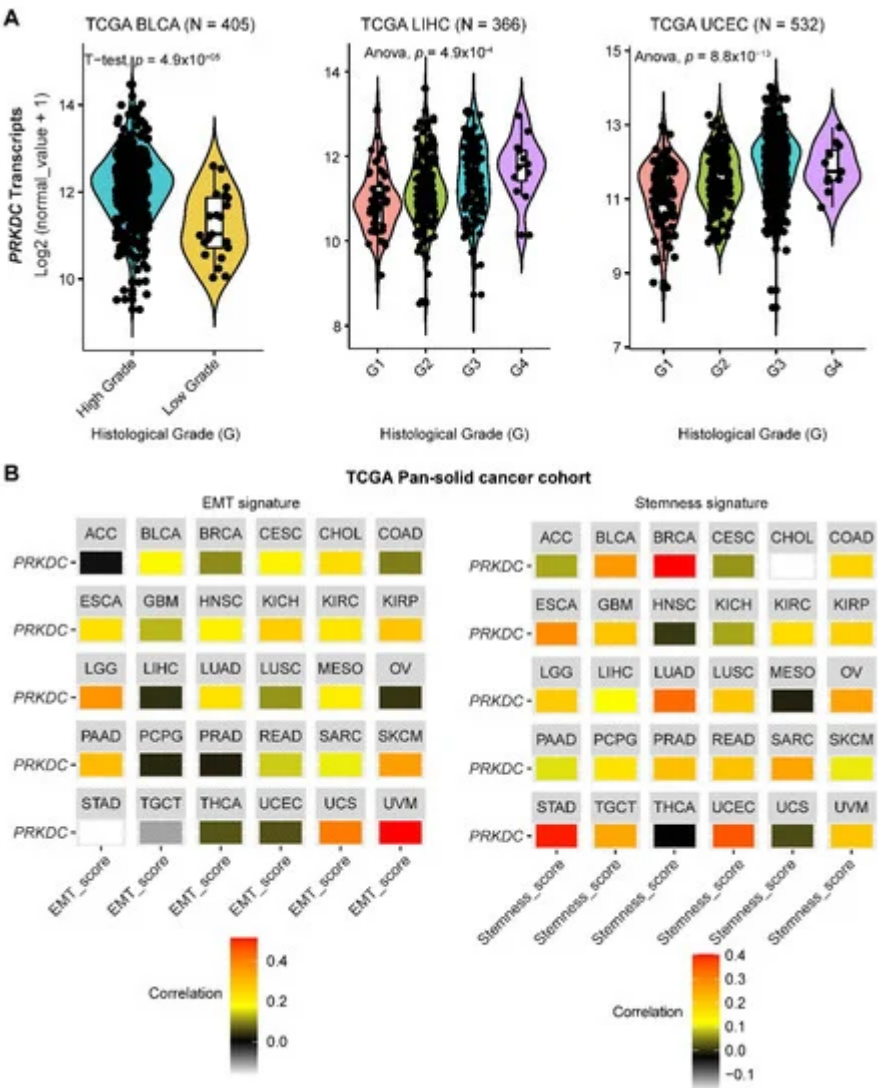 A
TCGA BLCA (N = 405)
TCGA LIHC (N = 366)
TCGA UCEC (N = 532)
T-test, p = 4.9x10⁻⁰⁵
Anova, p = 4.9x10⁻⁴
Anova, p = 8.8x10⁻¹³
PRKDC Transcripts
Log2 (normal_value + 1)
14
12
10
14
12
10
8
15
13
11
9
7
High Grade
Low Grade
G1
G2
G3
G4
G1
G2
G3
G4
Histological Grade (G)
Histological Grade (G)
Histological Grade (G)
B
TCGA Pan-solid cancer cohort
EMT signature
ACC BLCA BRCA CESC CHOL COAD
PRKDC
ESCA GBM HNSC KICH KIRC KIRP
PRKDC
LGG LIHC LUAD LUSC MESO OV
PRKDC
PAAD PCPG PRAD READ SARC SKCM
PRKDC
STAD TGCT THCA UCEC UCS UVM
PRKDC
EMT_score EMT_score EMT_score EMT_score EMT_score EMT_score
Correlation
0.4
0.2
0.0
Stemness signature
ACC BLCA BRCA CESC CHOL COAD
PRKDC
ESCA GBM HNSC KICH KIRC KIRP
PRKDC
LGG LIHC LUAD LUSC MESO OV
PRKDC
PAAD PCPG PRAD READ SARC SKCM
PRKDC
STAD TGCT THCA UCEC UCS UVM
PRKDC
Stemness_score Stemness_score Stemness_score Stemness_score Stemness_score Stemness_score
Correlation
0.4
0.3
0.2
0.1
0.0
−0.1